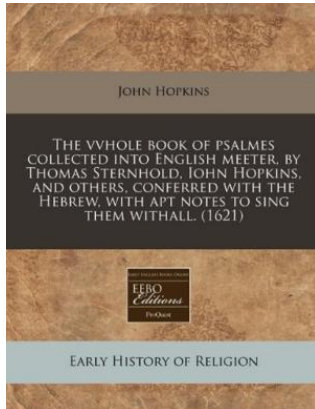 John Hopkins
The vvhole book of psalmes
collected into English meeter, by
Thomas Sternhold, Iohn Hopkins,
and others, conferred with the
Hebrew, with apt notes to sing
them withall. (1621)
EEBO
Editions
ProQuest
Early History of Religion